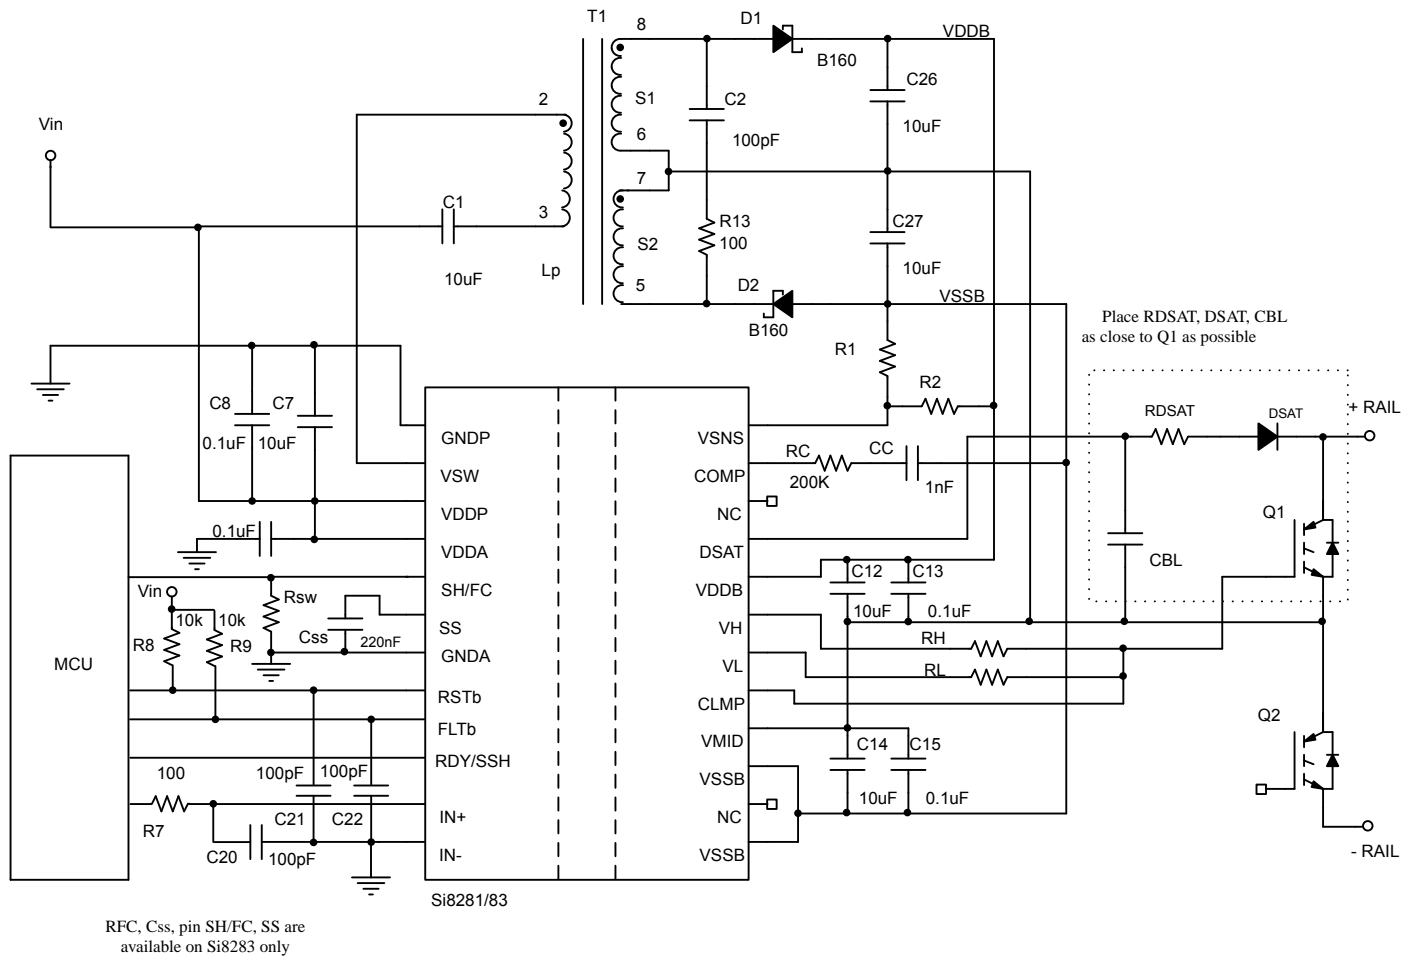 T1
8
D1
VDDB
B160
C26
10uF
2
S1
C2
100pF
6
Vin
7
C1
3
R13
100
C27
S2
10uF
Lp
10uF
5
D2
VSSB
B160
R1
R2
Place RDSAT, DSAT, CBL
as close to Q1 as possible
C8
C7
0.1uF
10uF
GNDP
VSNS
RDSAT
DSAT
+ RAIL
VSW
COMP
RC
CC
200K
1nF
VDDP
NC
Q1
0.1uF
VDDA
DSAT
CBL
Vin
Rsw
SH/FC
VDDB
C12
C13
10uF
0.1uF
10k
10k
R8
R9
Css
220nF
SS
VH
RH
MCU
GNDA
VL
RL
RSTb
CLMP
FLTb
VMID
C14
C15
Q2
RDY/SSH
VSSB
100
100pF
100pF
10uF
0.1uF
R7
C21
C22
IN+
NC
C20
100pF
IN-
VSSB
- RAIL
Si8281/83
RFC, Css, pin SH/FC, SS are
available on Si8283 only